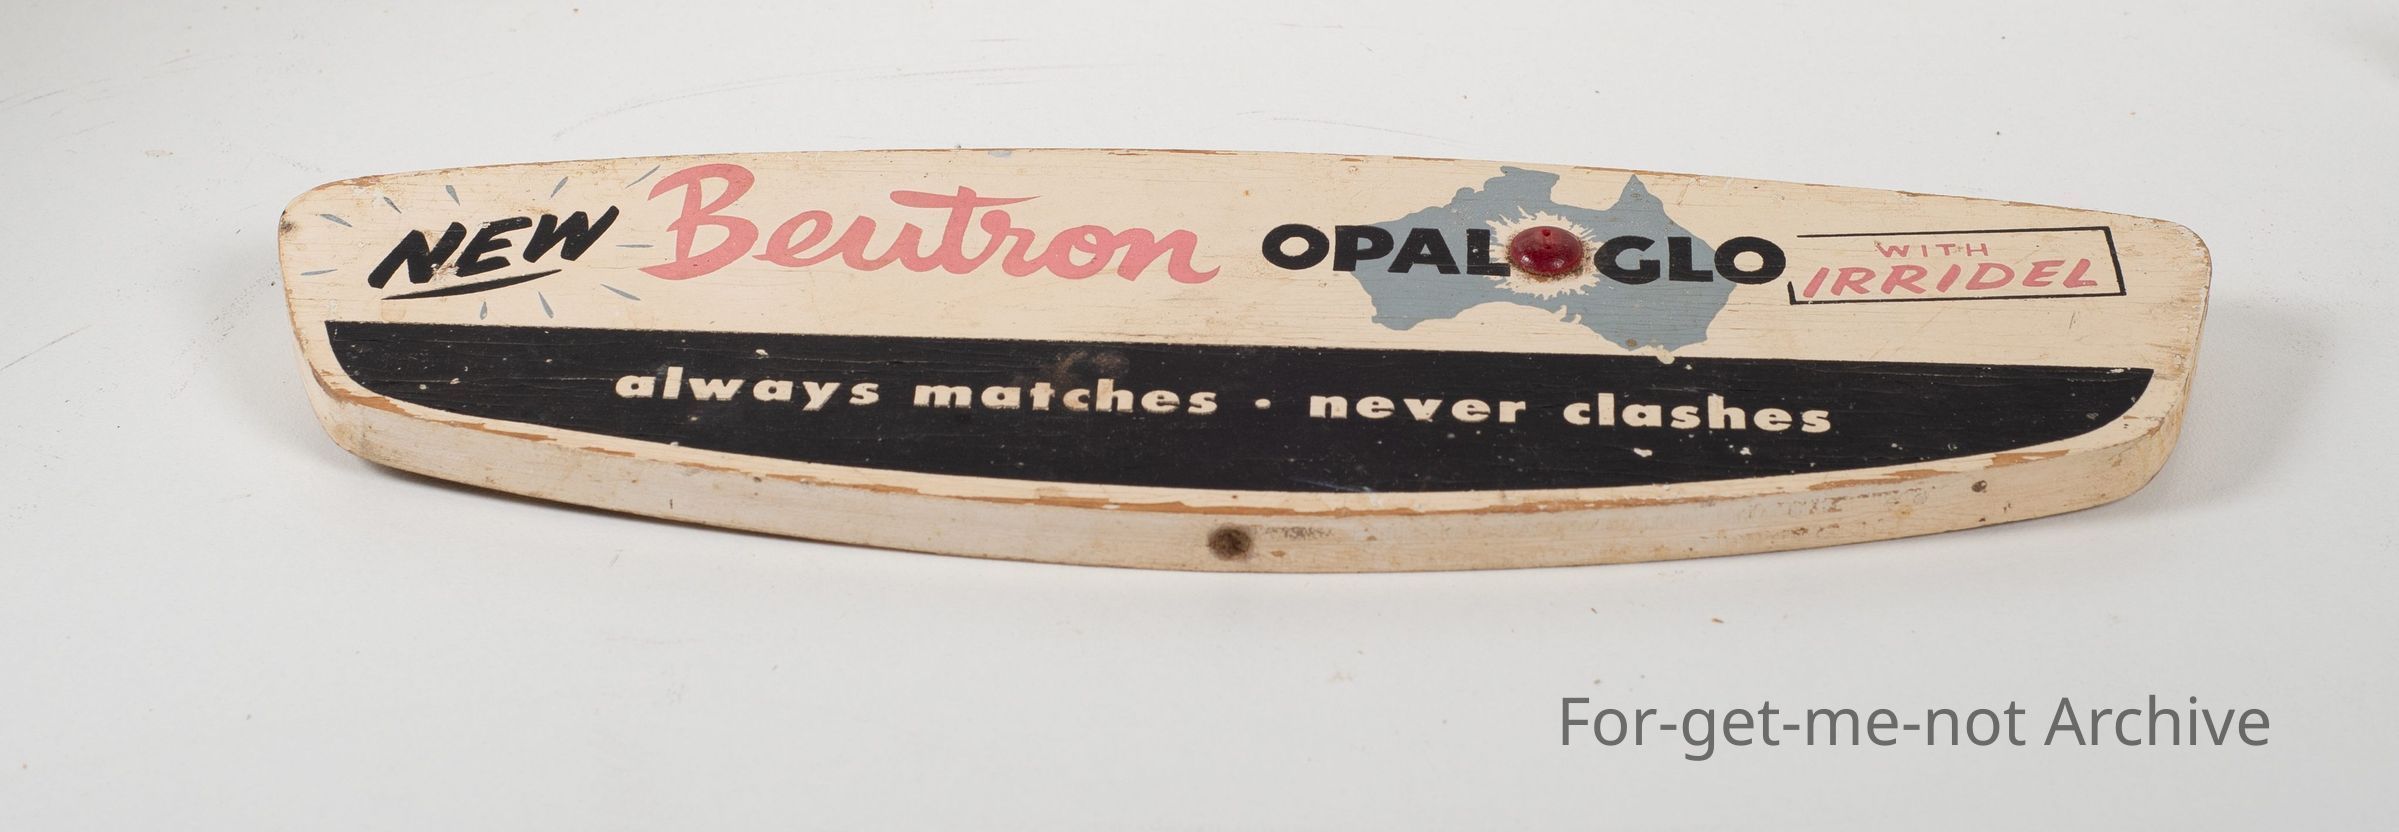 NEW Beutron OPAL GLO WITH IRRIDEL
always matches · never clashes
For-get-me-not Archive